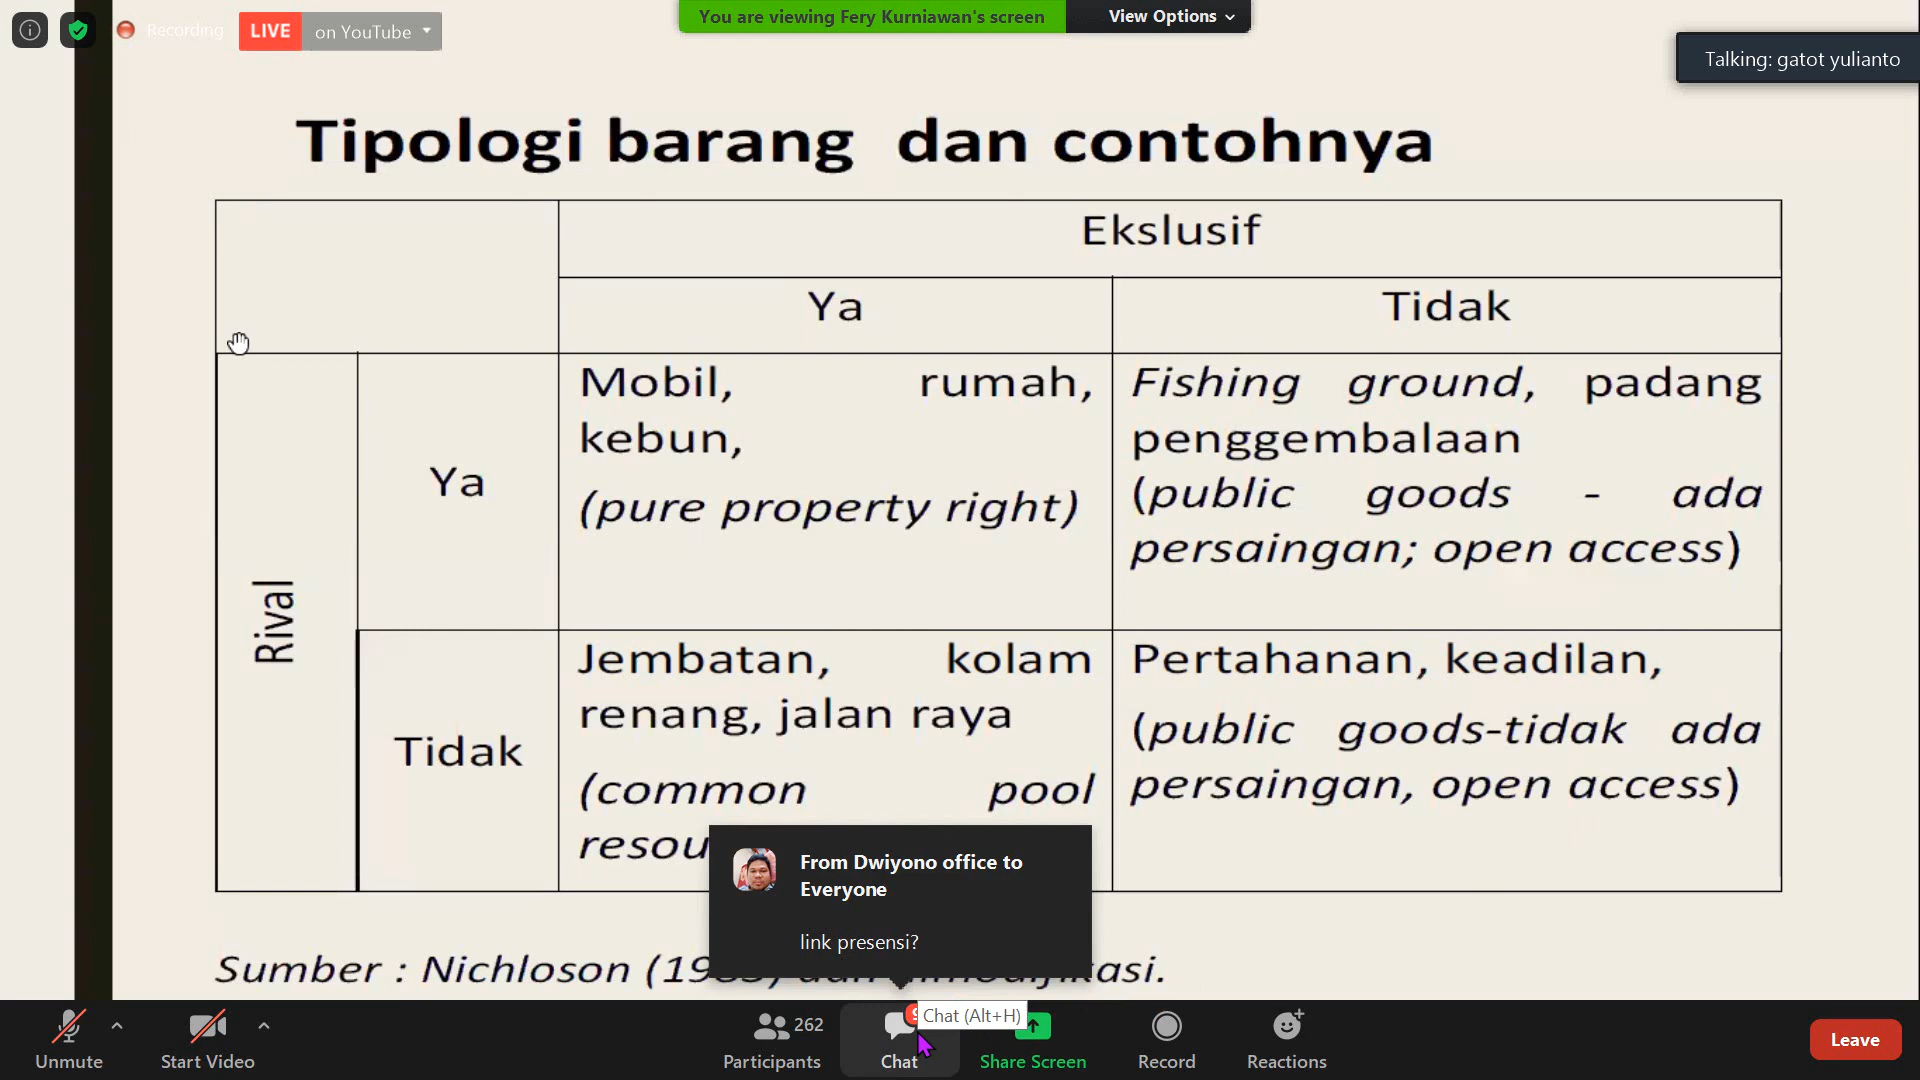 You are viewing Fery Kurniawan's screen
View Options
Recording
LIVE on YouTube
Talking: gatot yulianto
Tipologi barang dan contohnya
Ekslusif
Ya
Tidak
Rival
Ya
Mobil, rumah,
kebun,
(pure property right)
Fishing ground, padang
penggembalaan
(public goods - ada
persaingan; open access)
Tidak
Jembatan, kolam
renang, jalan raya
(common pool
Pertahanan, keadilan,
(public goods-tidak ada
persaingan, open access)
From Dwiyono office to
Everyone
link presensi?
Sumber : Nichloson
Chat (Alt+H)
Unmute
Start Video
262
Participants
Chat
Share Screen
Record
Reactions
Leave